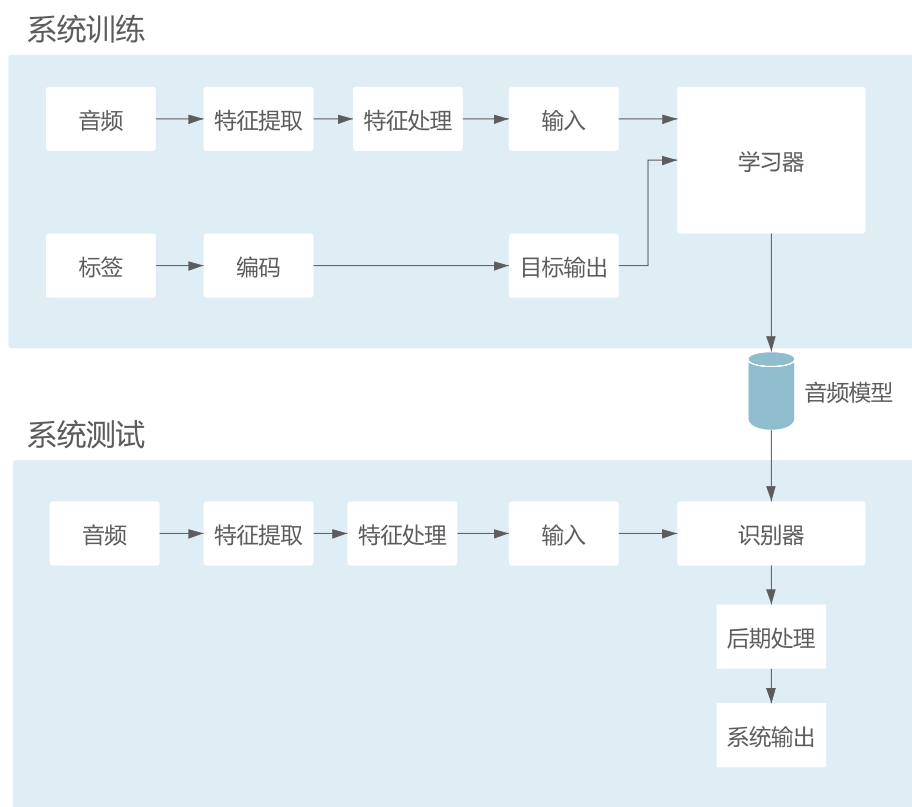 系统训练
音频
特征提取
特征处理
输入
学习器
标签
编码
目标输出
音频模型
系统测试
音频
特征提取
特征处理
输入
识别器
后期处理
系统输出